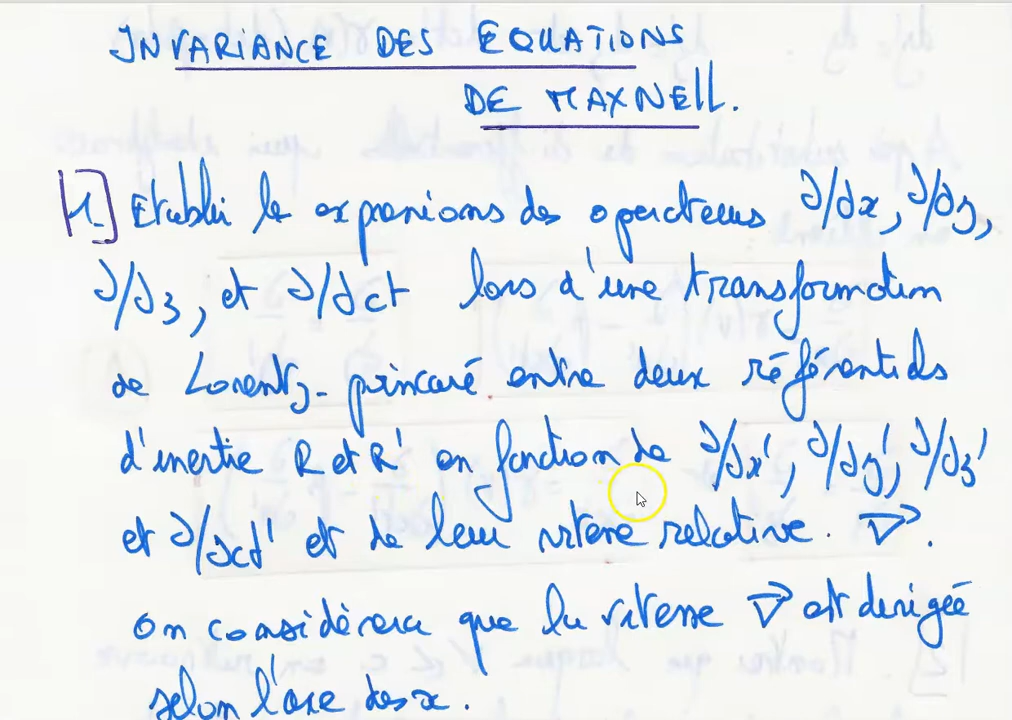 INVARIANCE DES EQUATIONS
DE MAXWELL.
1) Etablir les expressions des operateurs ∂/∂x, ∂/∂y,
∂/∂z, et ∂/∂ct lors d'une transformation
de Lorentz-poincaré entre deux référentiels
d'inertie R et R' en fonction de ∂/∂x', ∂/∂y', ∂/∂z'
et ∂/∂ct' et de leur vitesse relative. V⃗.
on considèrera que la vitesse V⃗ est dirigée
selon l'axe des x.